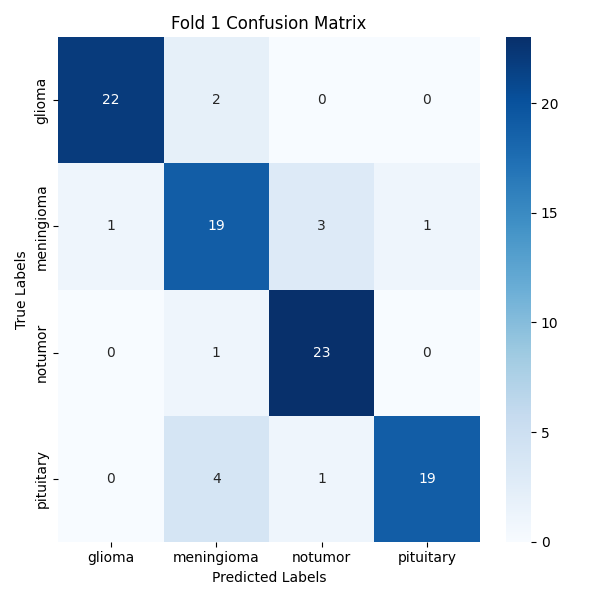 Fold 1 Confusion Matrix
True Labels
glioma 22 2 0 0
meningioma 1 19 3 1
notumor 0 1 23 0
pituitary 0 4 1 19
glioma meningioma notumor pituitary
Predicted Labels
20
15
10
5
0